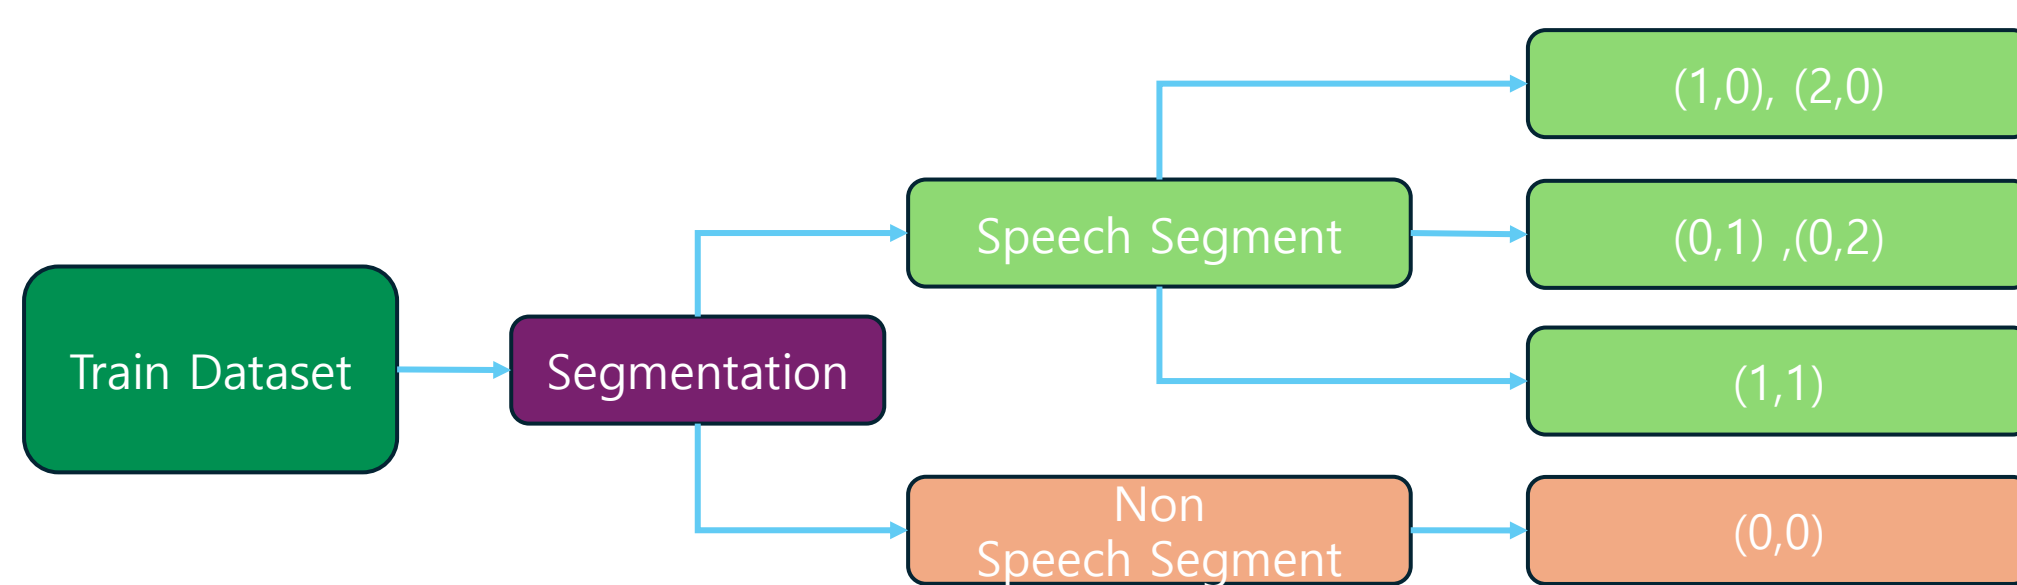 Train Dataset
Segmentation
Speech Segment
Non
Speech Segment
(1,0), (2,0)
(0,1) ,(0,2)
(1,1)
(0,0)